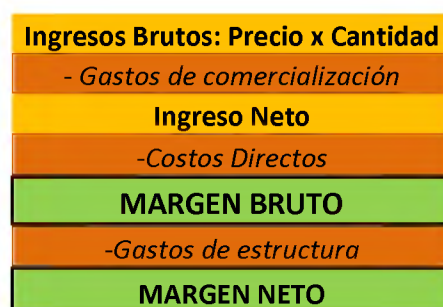 Ingresos Brutos: Precio x Cantidad
- Gastos de comercialización
Ingreso Neto
-Costos Directos
MARGEN BRUTO
-Gastos de estructura
MARGEN NETO